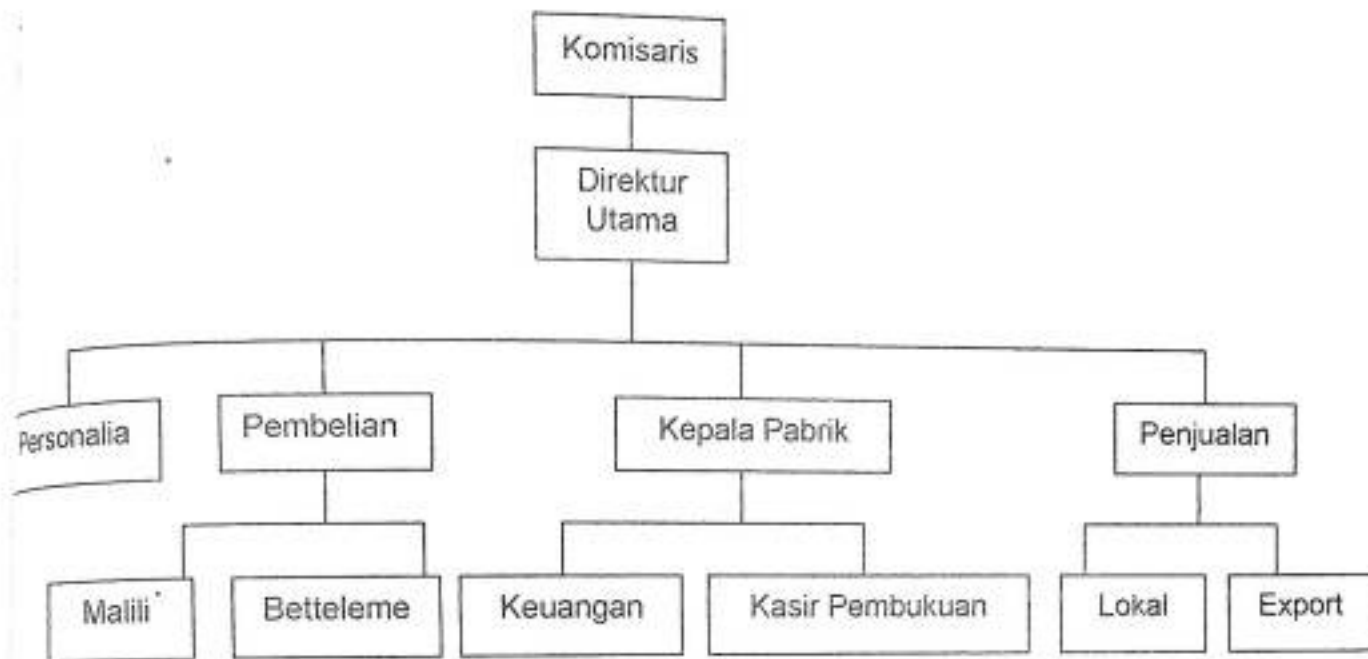 Komisaris
Direktur
Utama
Personalia
Pembelian
Kepala Pabrik
Penjualan
Malili
Betteleme
Keuangan
Kasir Pembukuan
Lokal
Export